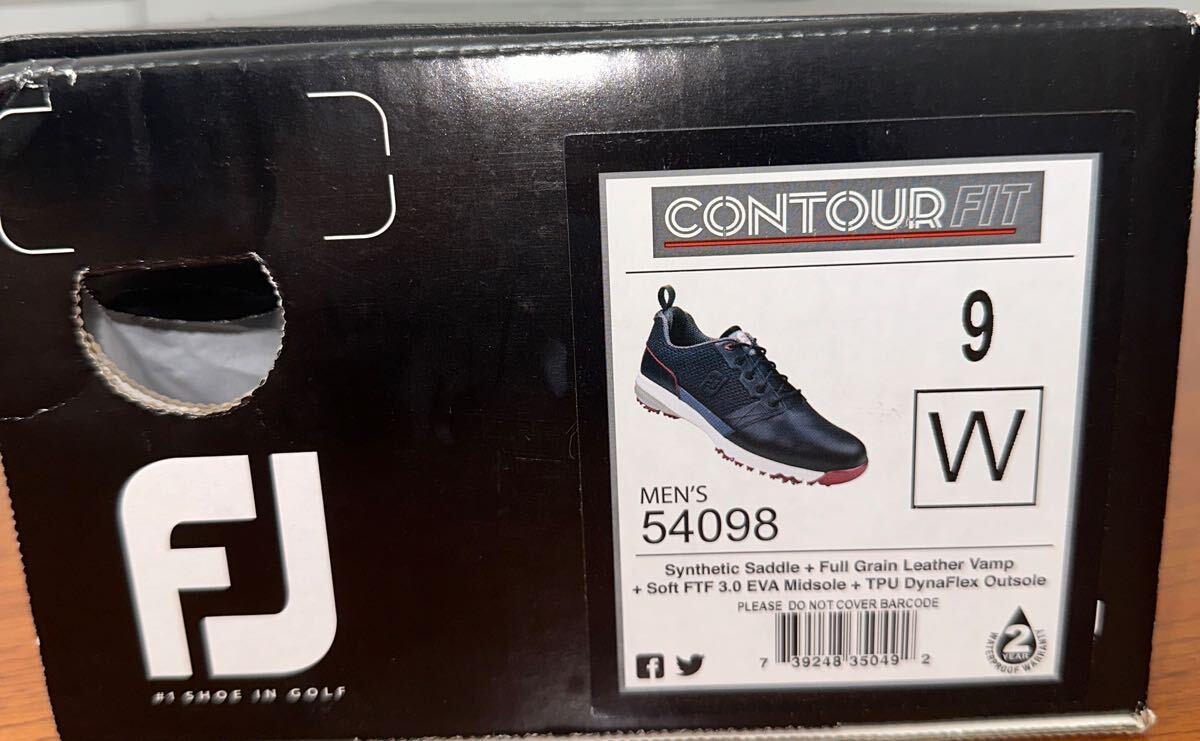 FJ
#1 SHOE IN GOLF
CONTOUR FIT
9
W
FJ
MEN'S
54098
Synthetic Saddle + Full Grain Leather Vamp
+ Soft FTF 3.0 EVA Midsole + TPU DynaFlex Outsole
PLEASE DO NOT COVER BARCODE
7 39248 35049 2
2
YEAR
WATERPROOF WARRANTY